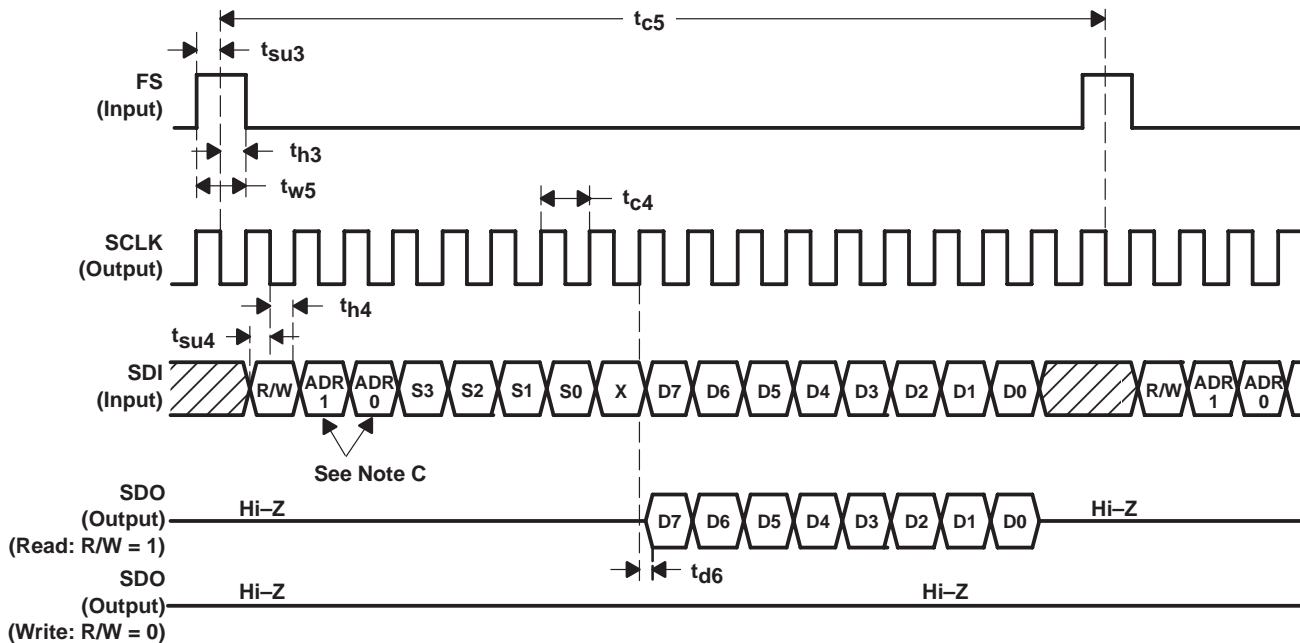 tc5
tsu3
FS
(Input)
th3
tw5
tc4
SCLK
(Output)
th4
tsu4
SDI
(Input)
R/W ADR 1 ADR 0 S3 S2 S1 S0 X D7 D6 D5 D4 D3 D2 D1 D0 R/W ADR 1 ADR 0
See Note C
SDO
(Output)
(Read: R/W = 1)
Hi–Z D7 D6 D5 D4 D3 D2 D1 D0 Hi–Z
td6
SDO
(Output)
(Write: R/W = 0)
Hi–Z Hi–Z